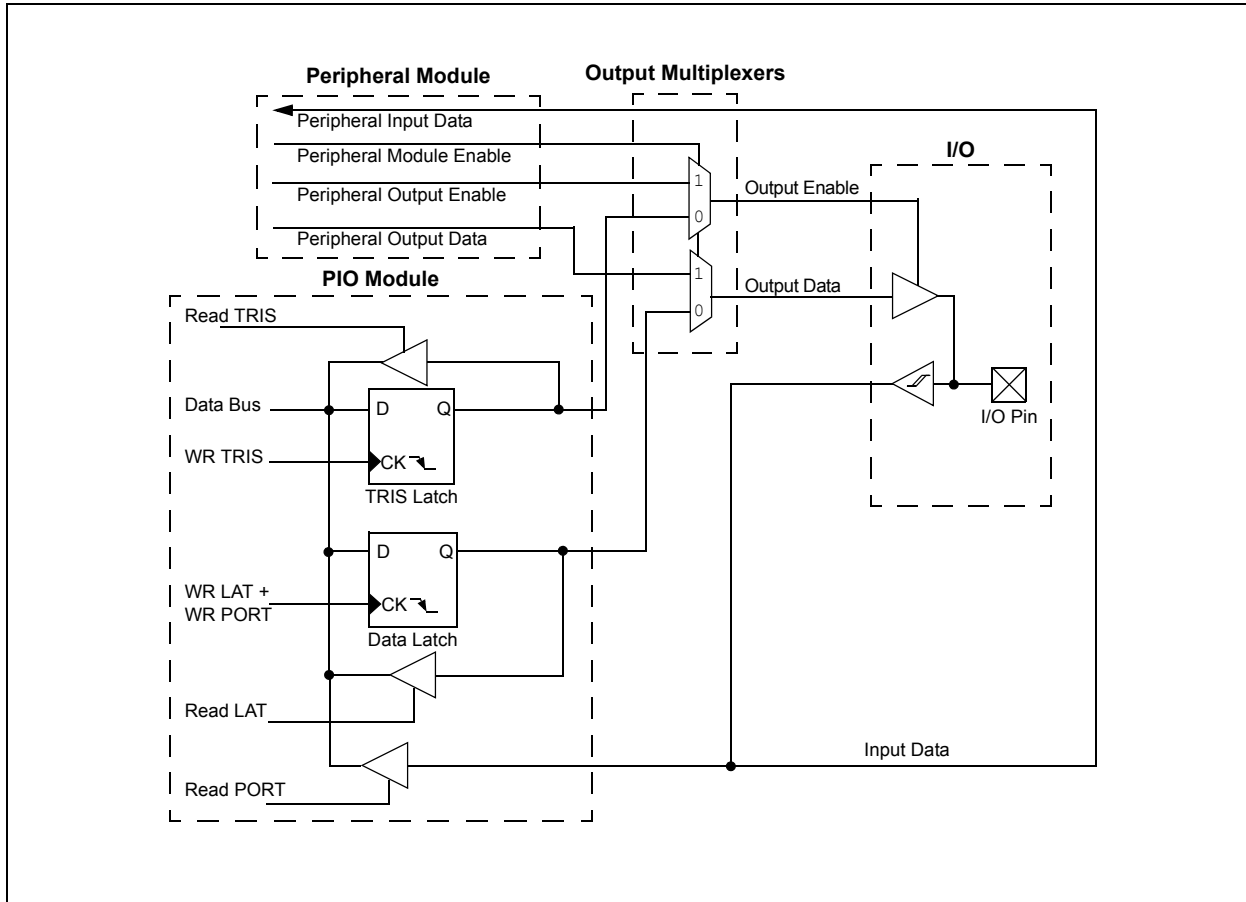 Peripheral Module
Output Multiplexers
Peripheral Input Data
Peripheral Module Enable
I/O
Peripheral Output Enable
1
Output Enable
0
Peripheral Output Data
PIO Module
1
Output Data
0
Read TRIS
Data Bus
D
Q
I/O Pin
WR TRIS
CK
TRIS Latch
D
Q
WR LAT +
WR PORT
CK
Data Latch
Read LAT
Input Data
Read PORT